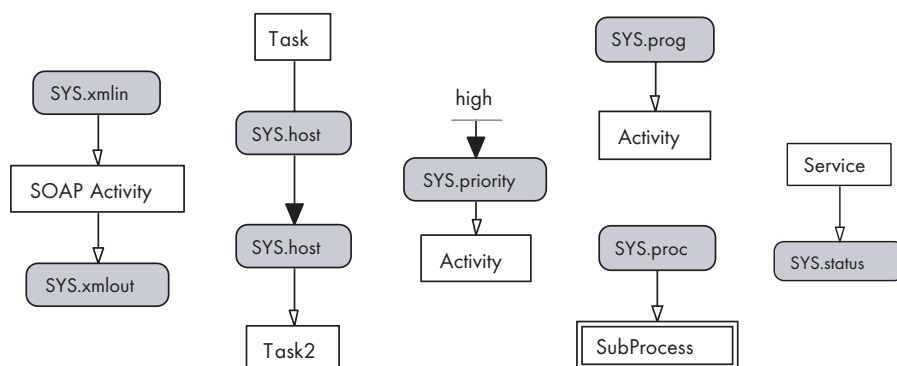 SYS.xmlin
SOAP Activity
SYS.xmlout
Task
SYS.host
SYS.host
Task2
high
SYS.priority
Activity
SYS.prog
Activity
SYS.proc
SubProcess
Service
SYS.status